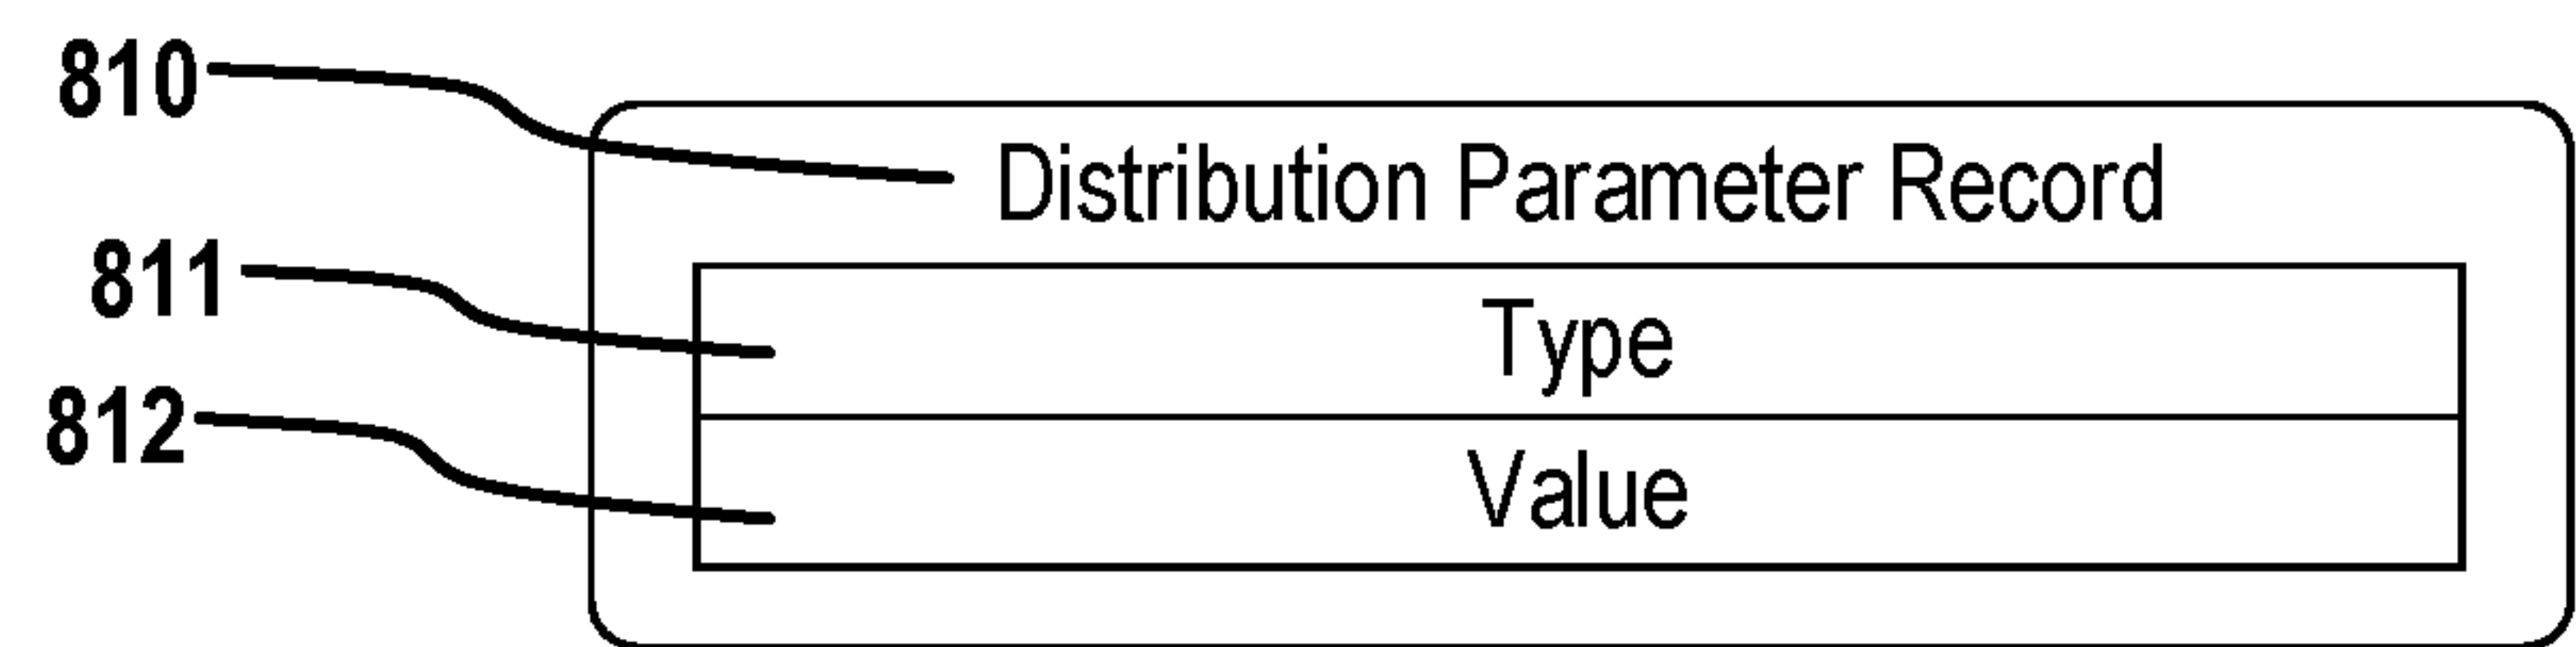 810
Distribution Parameter Record
811
Type
812
Value